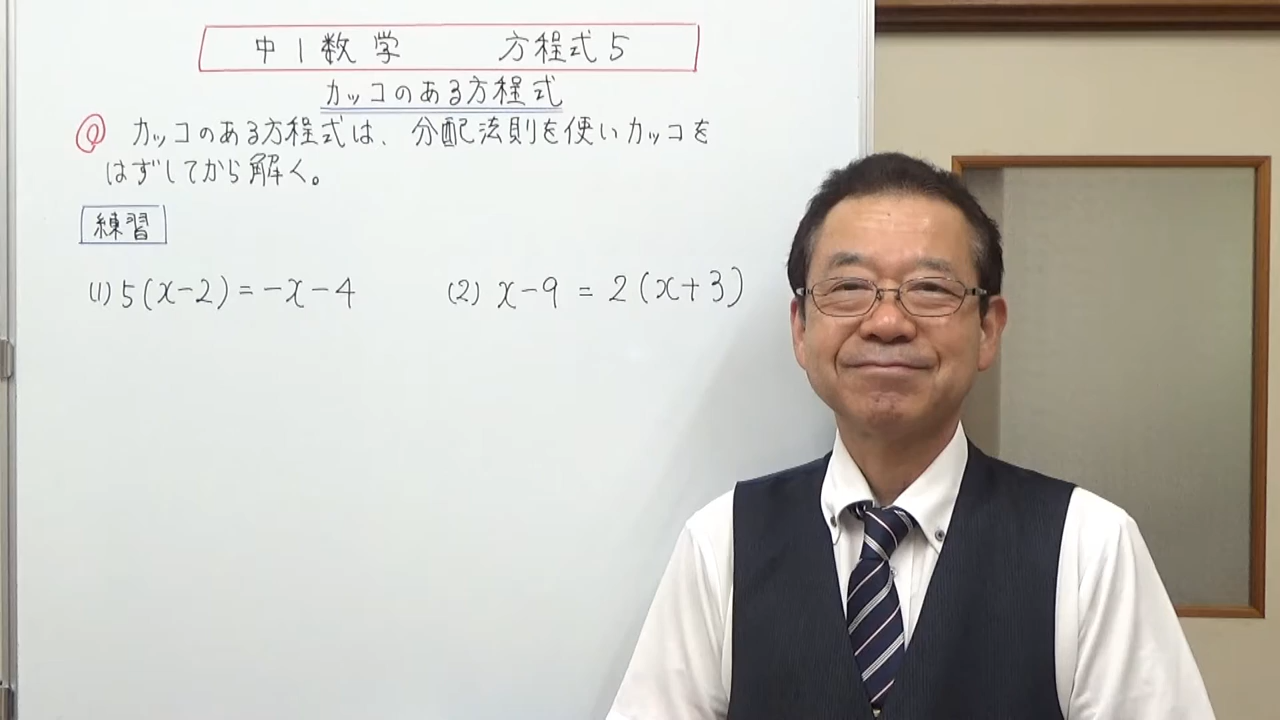 中1数学 方程式5
カッコのある方程式
◎ カッコのある方程式は、分配法則を使いカッコを
はずしてから解く。
練習
(1) 5(x-2)=-x-4 (2) x-9=2(x+3)